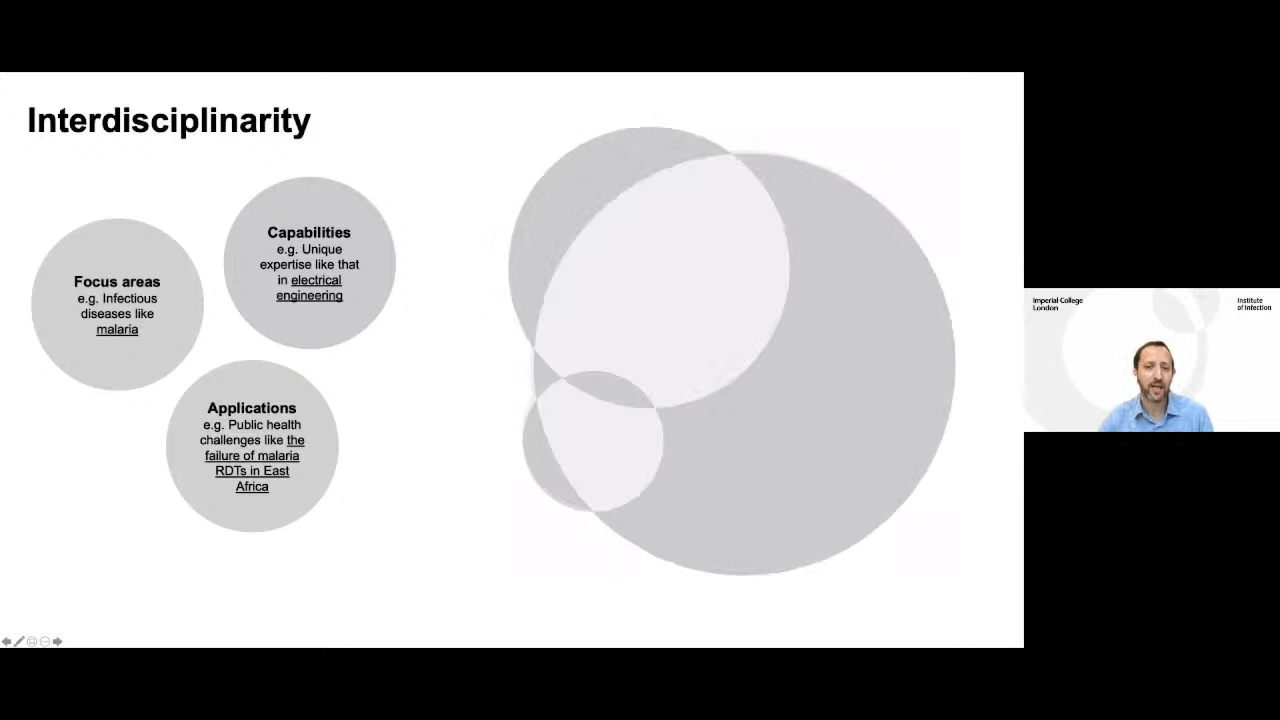 Interdisciplinarity
Focus areas
e.g. Infectious
diseases like
malaria
Capabilities
e.g. Unique
expertise like that
in electrical
engineering
Applications
e.g. Public health
challenges like the
failure of malaria
RDTs in East
Africa
Imperial College
London
Institute
of Infection